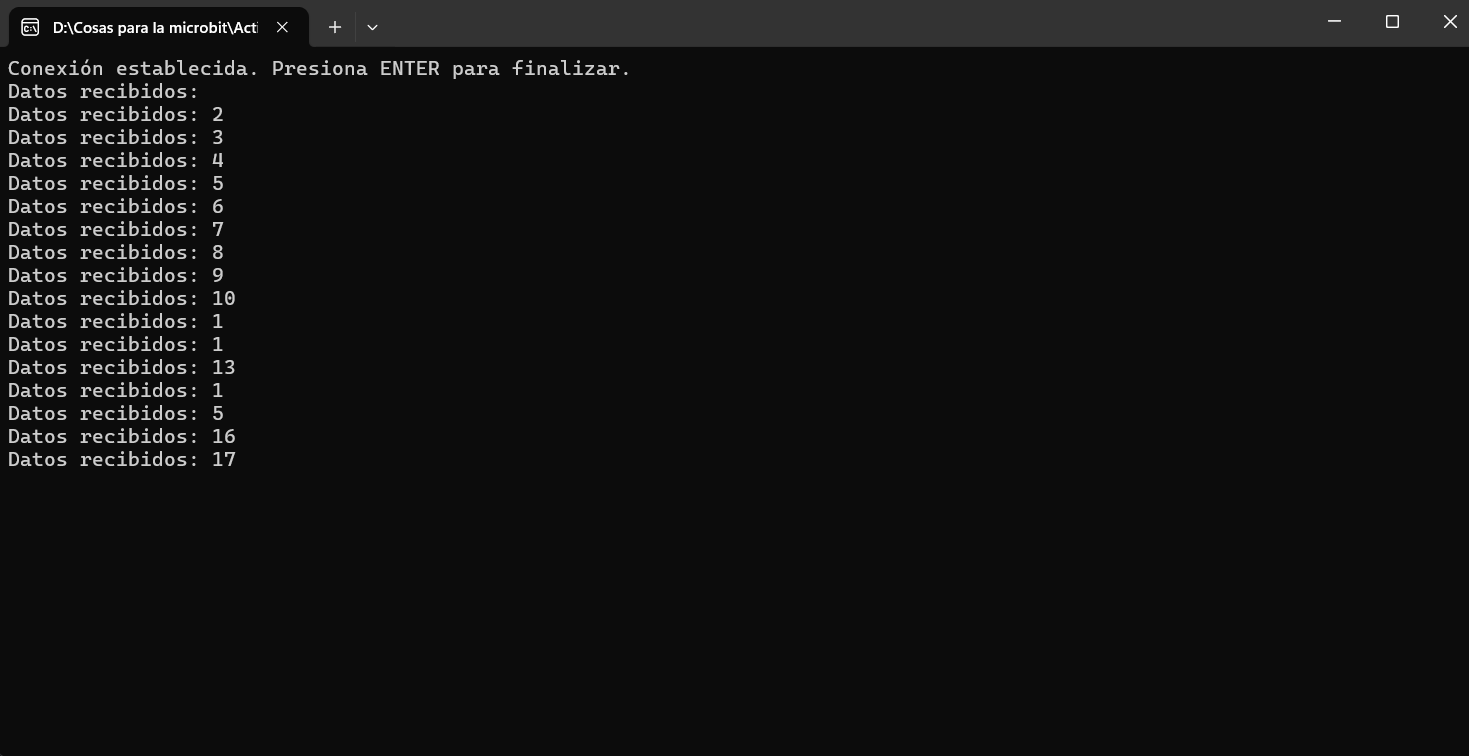 D:\Cosas para la microbit\Acti
Conexión establecida. Presiona ENTER para finalizar.
Datos recibidos:
Datos recibidos: 2
Datos recibidos: 3
Datos recibidos: 4
Datos recibidos: 5
Datos recibidos: 6
Datos recibidos: 7
Datos recibidos: 8
Datos recibidos: 9
Datos recibidos: 10
Datos recibidos: 1
Datos recibidos: 1
Datos recibidos: 13
Datos recibidos: 1
Datos recibidos: 5
Datos recibidos: 16
Datos recibidos: 17